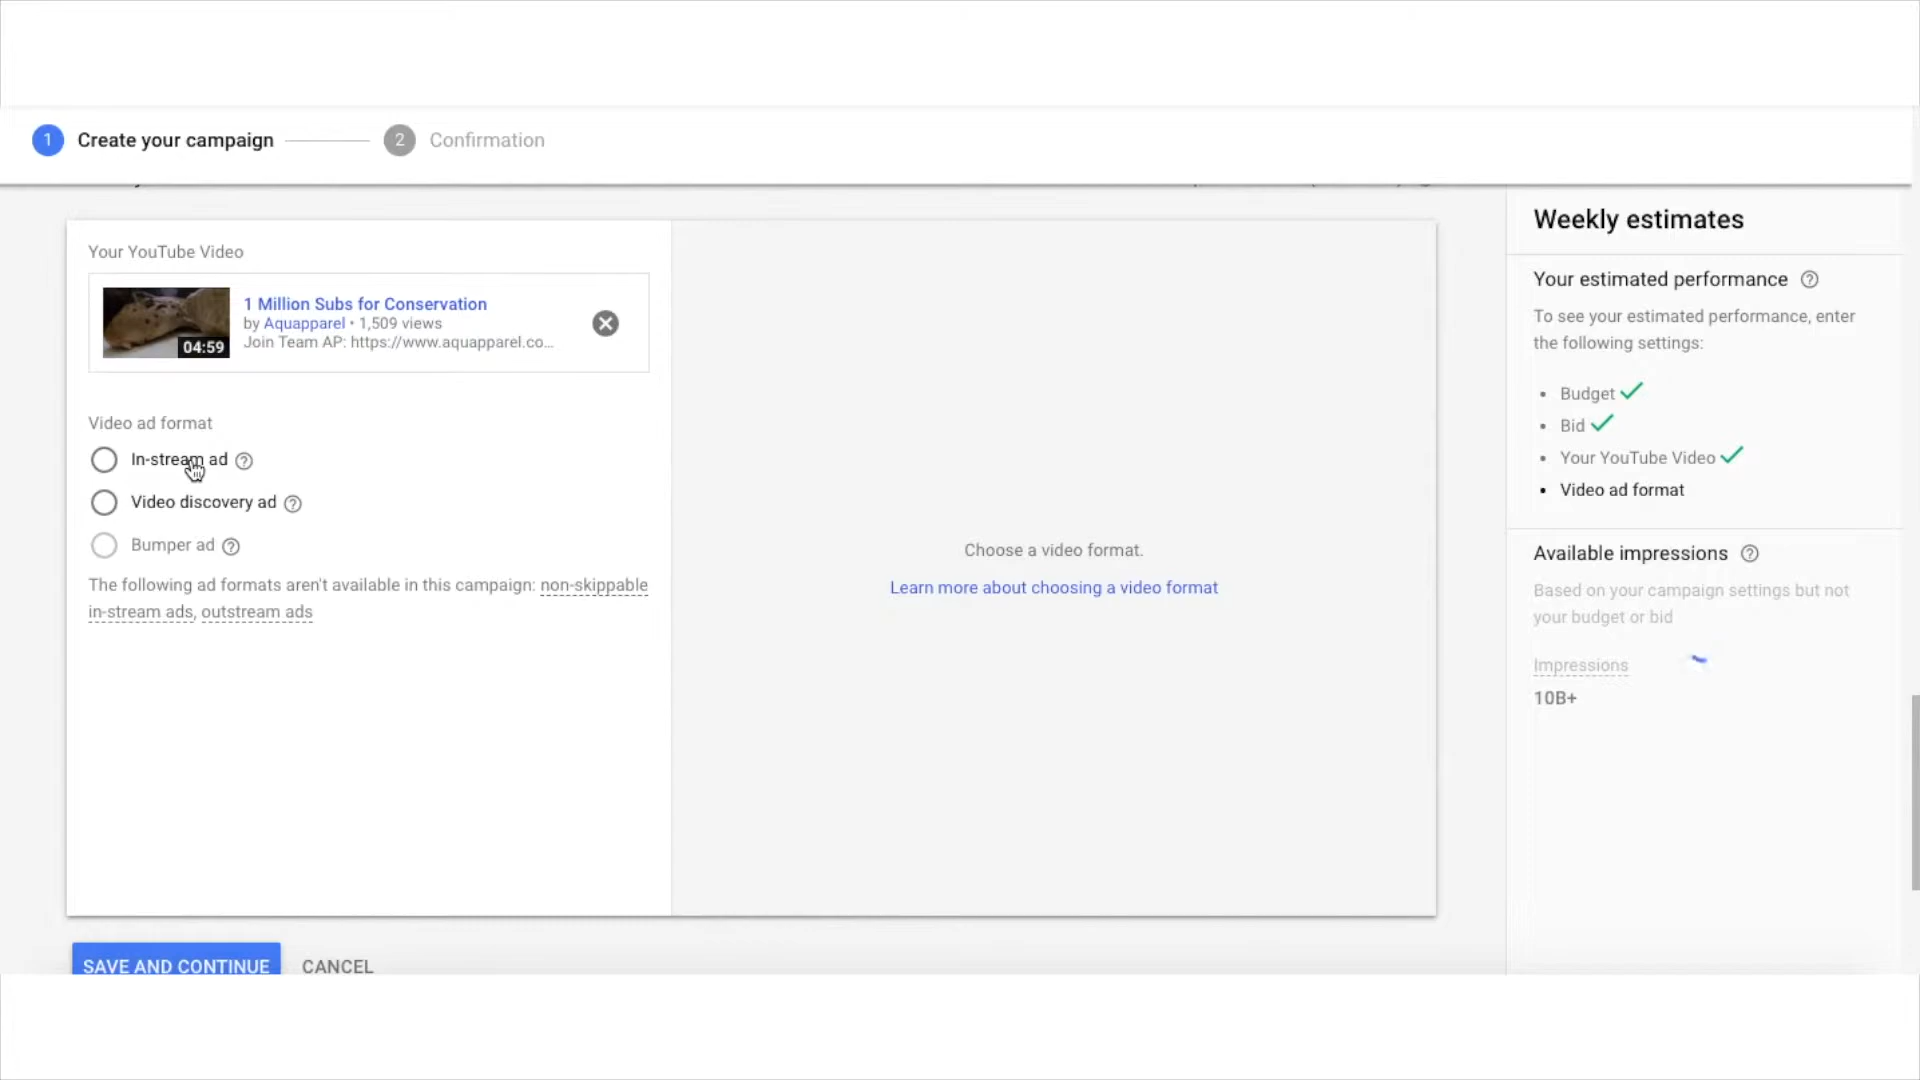 1 Create your campaign 2 Confirmation
Your YouTube Video
04:59
1 Million Subs for Conservation
by Aquapparel • 1,509 views
Join Team AP: https://www.aquapparel.co...
Video ad format
In-stream ad
Video discovery ad
Bumper ad
The following ad formats aren't available in this campaign: non-skippable
in-stream ads, outstream ads
Choose a video format.
Learn more about choosing a video format
SAVE AND CONTINUE CANCEL
Weekly estimates
Your estimated performance
To see your estimated performance, enter
the following settings:
• Budget
• Bid
• Your YouTube Video
• Video ad format
Available impressions
Based on your campaign settings but not
your budget or bid
Impressions
10B+